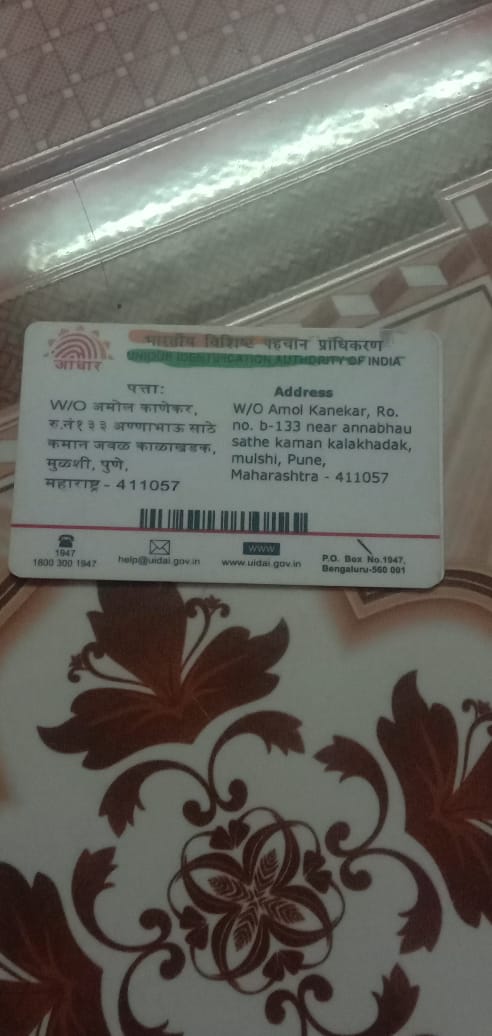 भारतीय विशिष्ट पहचान प्राधिकरण
UNIQUE IDENTIFICATION AUTHORITY OF INDIA
आधार
पत्ता:
W/O अमोल काणेकर,
रु.नं१३३ अण्णाभाऊ साठे
कमान जवळ काळाखडक,
मुळशी, पुणे,
महाराष्ट्र - 411057
Address
W/O Amol Kanekar, Ro.
no. b-133 near annabhau
sathe kaman kalakhadak,
mulshi, Pune,
Maharashtra - 411057
1947
1800 300 1947
help@uidai.gov.in
www
www.uidai.gov.in
P.O. Box No.1947,
Bengaluru-560 001